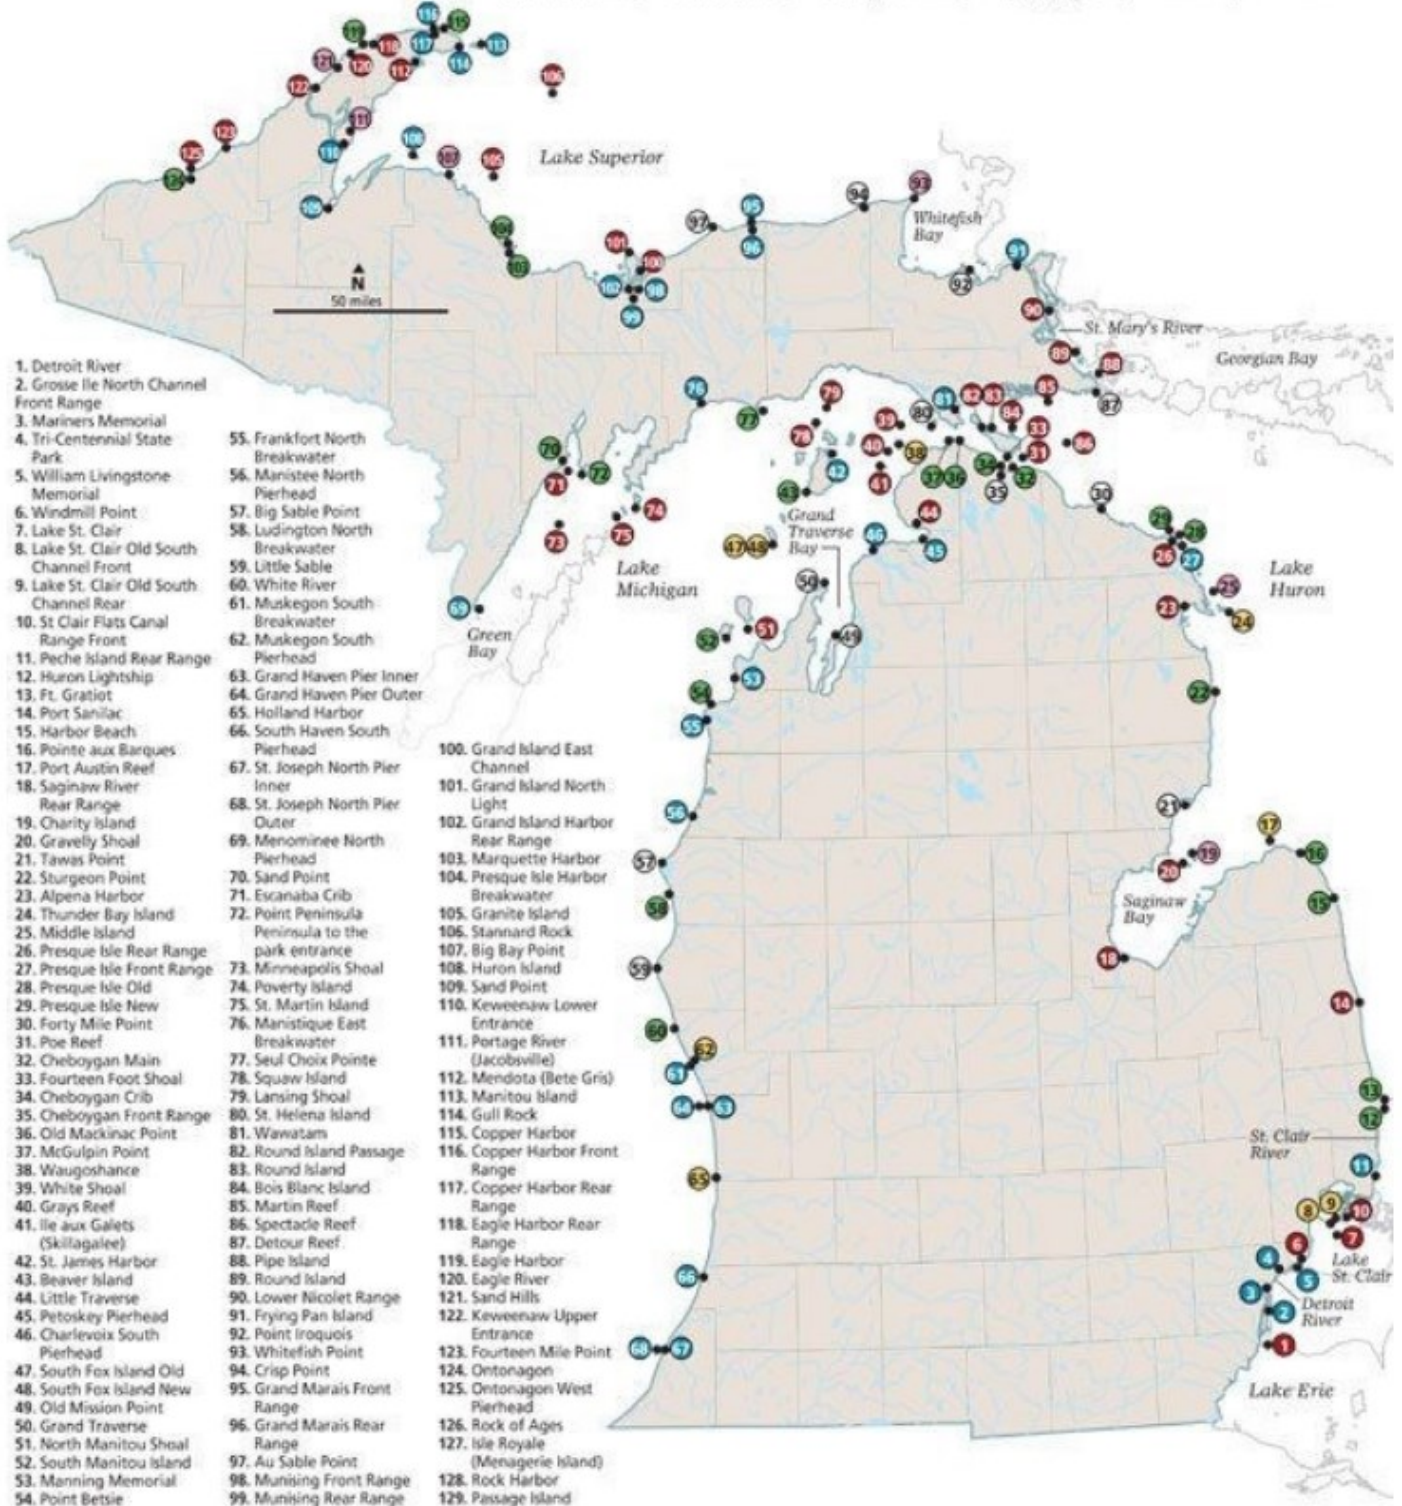 Lake Superior
Whitefish
Bay
N
50 miles
St. Mary's River
Georgian Bay
Grand
Traverse
Bay
Lake
Michigan
Lake
Huron
Green
Bay
Saginaw
Bay
St. Clair
River
Lake
St. Clair
Detroit
River
Lake Erie
1. Detroit River
2. Grosse Ile North Channel
Front Range
3. Mariners Memorial
4. Tri-Centennial State
Park
5. William Livingstone
Memorial
6. Windmill Point
7. Lake St. Clair
8. Lake St. Clair Old South
Channel Front
9. Lake St. Clair Old South
Channel Rear
10. St Clair Flats Canal
Range Front
11. Peche Island Rear Range
12. Huron Lightship
13. Ft. Gratiot
14. Port Sanilac
15. Harbor Beach
16. Pointe aux Barques
17. Port Austin Reef
18. Saginaw River
Rear Range
19. Charity Island
20. Gravelly Shoal
21. Tawas Point
22. Sturgeon Point
23. Alpena Harbor
24. Thunder Bay Island
25. Middle Island
26. Presque Isle Rear Range
27. Presque Isle Front Range
28. Presque Isle Old
29. Presque Isle New
30. Forty Mile Point
31. Poe Reef
32. Cheboygan Main
33. Fourteen Foot Shoal
34. Cheboygan Crib
35. Cheboygan Front Range
36. Old Mackinac Point
37. McGulpin Point
38. Waugoshance
39. White Shoal
40. Grays Reef
41. Ile aux Galets
(Skillagalee)
42. St. James Harbor
43. Beaver Island
44. Little Traverse
45. Petoskey Pierhead
46. Charlevoix South
Pierhead
47. South Fox Island Old
48. South Fox Island New
49. Old Mission Point
50. Grand Traverse
51. North Manitou Shoal
52. South Manitou Island
53. Manning Memorial
54. Point Betsie
55. Frankfort North
Breakwater
56. Manistee North
Pierhead
57. Big Sable Point
58. Ludington North
Breakwater
59. Little Sable
60. White River
61. Muskegon South
Breakwater
62. Muskegon South
Pierhead
63. Grand Haven Pier Inner
64. Grand Haven Pier Outer
65. Holland Harbor
66. South Haven South
Pierhead
67. St. Joseph North Pier
Inner
68. St. Joseph North Pier
Outer
69. Menominee North
Pierhead
70. Sand Point
71. Escanaba Crib
72. Point Peninsula
Peninsula to the
park entrance
73. Minneapolis Shoal
74. Poverty Island
75. St. Martin Island
76. Manistique East
Breakwater
77. Seul Choix Pointe
78. Squaw Island
79. Lansing Shoal
80. St. Helena Island
81. Wawatam
82. Round Island Passage
83. Round Island
84. Bois Blanc Island
85. Martin Reef
86. Spectacle Reef
87. Detour Reef
88. Pipe Island
89. Round Island
90. Lower Nicolet Range
91. Frying Pan Island
92. Point Iroquois
93. Whitefish Point
94. Crisp Point
95. Grand Marais Front
Range
96. Grand Marais Rear
Range
97. Au Sable Point
98. Munising Front Range
99. Munising Rear Range
100. Grand Island East
Channel
101. Grand Island North
Light
102. Grand Island Harbor
Rear Range
103. Marquette Harbor
104. Presque Isle Harbor
Breakwater
105. Granite Island
106. Stannard Rock
107. Big Bay Point
108. Huron Island
109. Sand Point
110. Keweenaw Lower
Entrance
111. Portage River
(Jacobsville)
112. Mendota (Bete Gris)
113. Manitou Island
114. Gull Rock
115. Copper Harbor
116. Copper Harbor Front
Range
117. Copper Harbor Rear
Range
118. Eagle Harbor Rear
Range
119. Eagle Harbor
120. Eagle River
121. Sand Hills
122. Keweenaw Upper
Entrance
123. Fourteen Mile Point
124. Ontonagon
125. Ontonagon West
Pierhead
126. Rock of Ages
127. Isle Royale
(Menagerie Island)
128. Rock Harbor
129. Passage Island